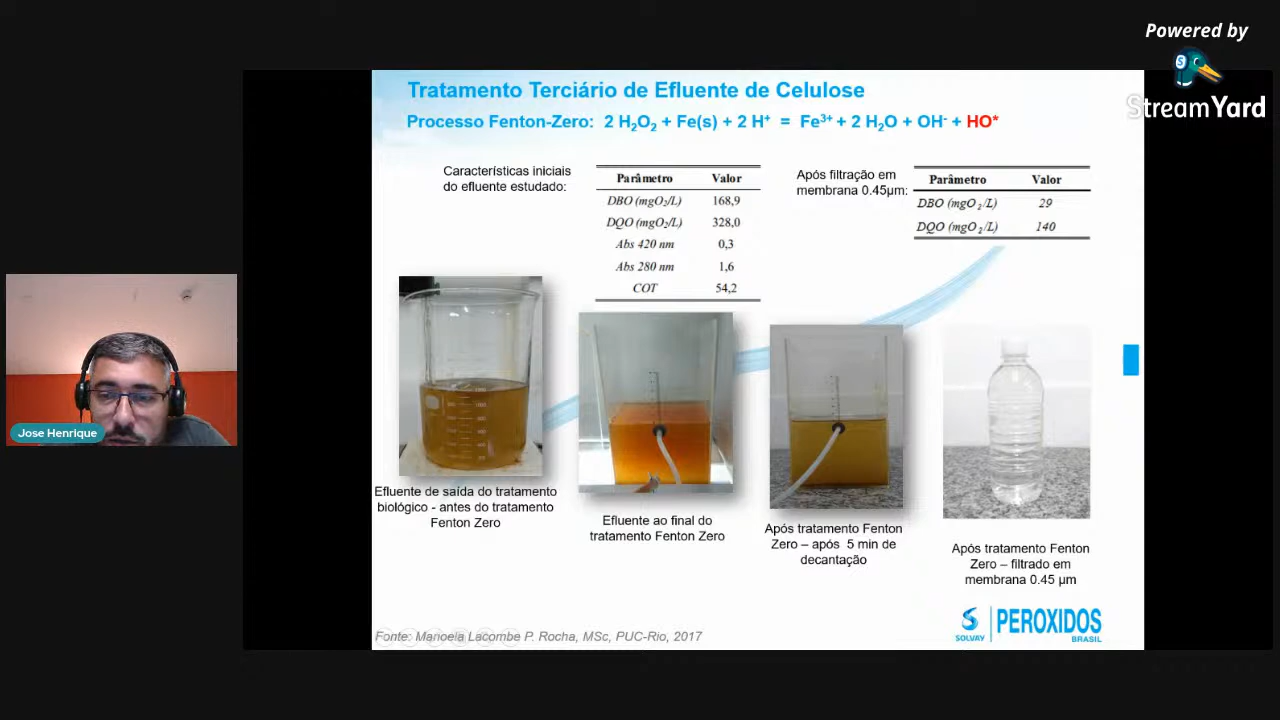 Powered by
StreamYard
Tratamento Terciário de Efluente de Celulose
Processo Fenton-Zero: 2 H₂O₂ + Fe(s) + 2 H⁺ = Fe³⁺ + 2 H₂O + OH⁻ + HO*
Características iniciais
do efluente estudado:
Parâmetro Valor
DBO (mgO₂/L) 168,9
DQO (mgO₂/L) 328,0
Abs 420 nm 0,3
Abs 280 nm 1,6
COT 54,2
Após filtração em
membrana 0.45µm:
Parâmetro Valor
DBO (mgO₂/L) 29
DQO (mgO₂/L) 140
Jose Henrique
Efluente de saída do tratamento
biológico - antes do tratamento
Fenton Zero
Efluente ao final do
tratamento Fenton Zero
Após tratamento Fenton
Zero – após 5 min de
decantação
Após tratamento Fenton
Zero – filtrado em
membrana 0.45 µm
SOLVAY
PEROXIDOS
BRASIL
Fonte: Manoela Lacombe P. Rocha, MSc, PUC-Rio, 2017